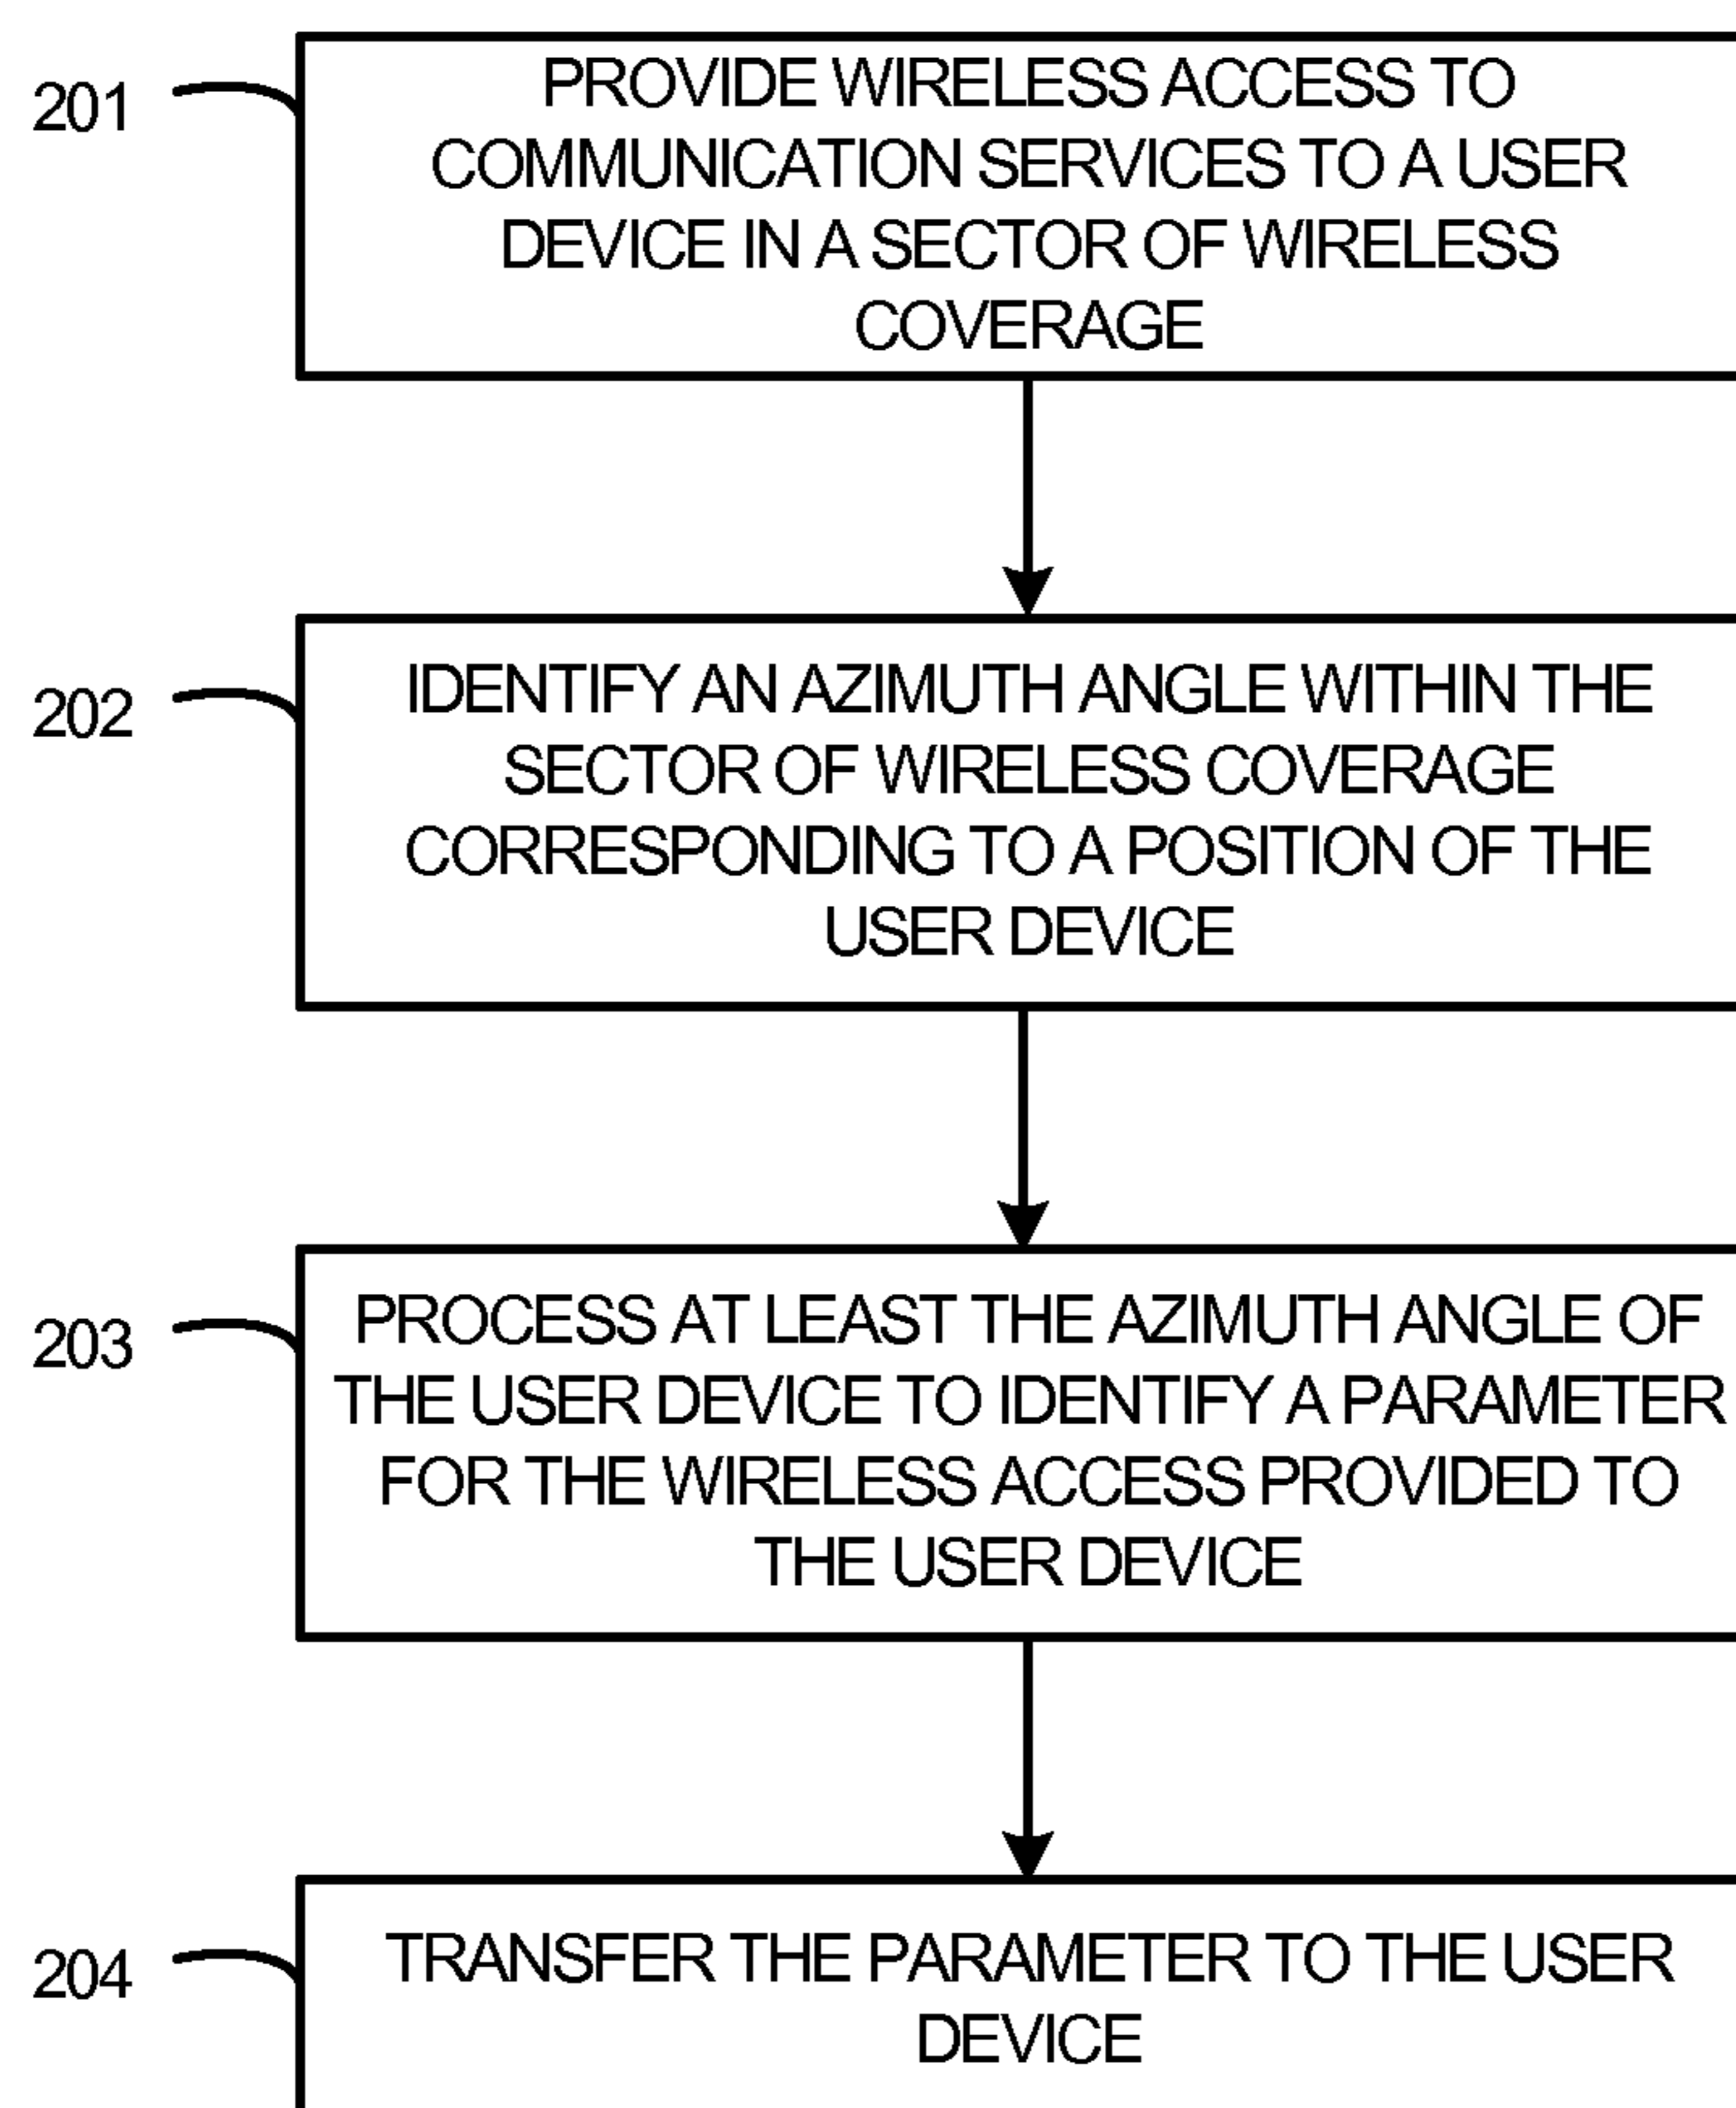 201
PROVIDE WIRELESS ACCESS TO
COMMUNICATION SERVICES TO A USER
DEVICE IN A SECTOR OF WIRELESS
COVERAGE
202
IDENTIFY AN AZIMUTH ANGLE WITHIN THE
SECTOR OF WIRELESS COVERAGE
CORRESPONDING TO A POSITION OF THE
USER DEVICE
203
PROCESS AT LEAST THE AZIMUTH ANGLE OF
THE USER DEVICE TO IDENTIFY A PARAMETER
FOR THE WIRELESS ACCESS PROVIDED TO
THE USER DEVICE
204
TRANSFER THE PARAMETER TO THE USER
DEVICE